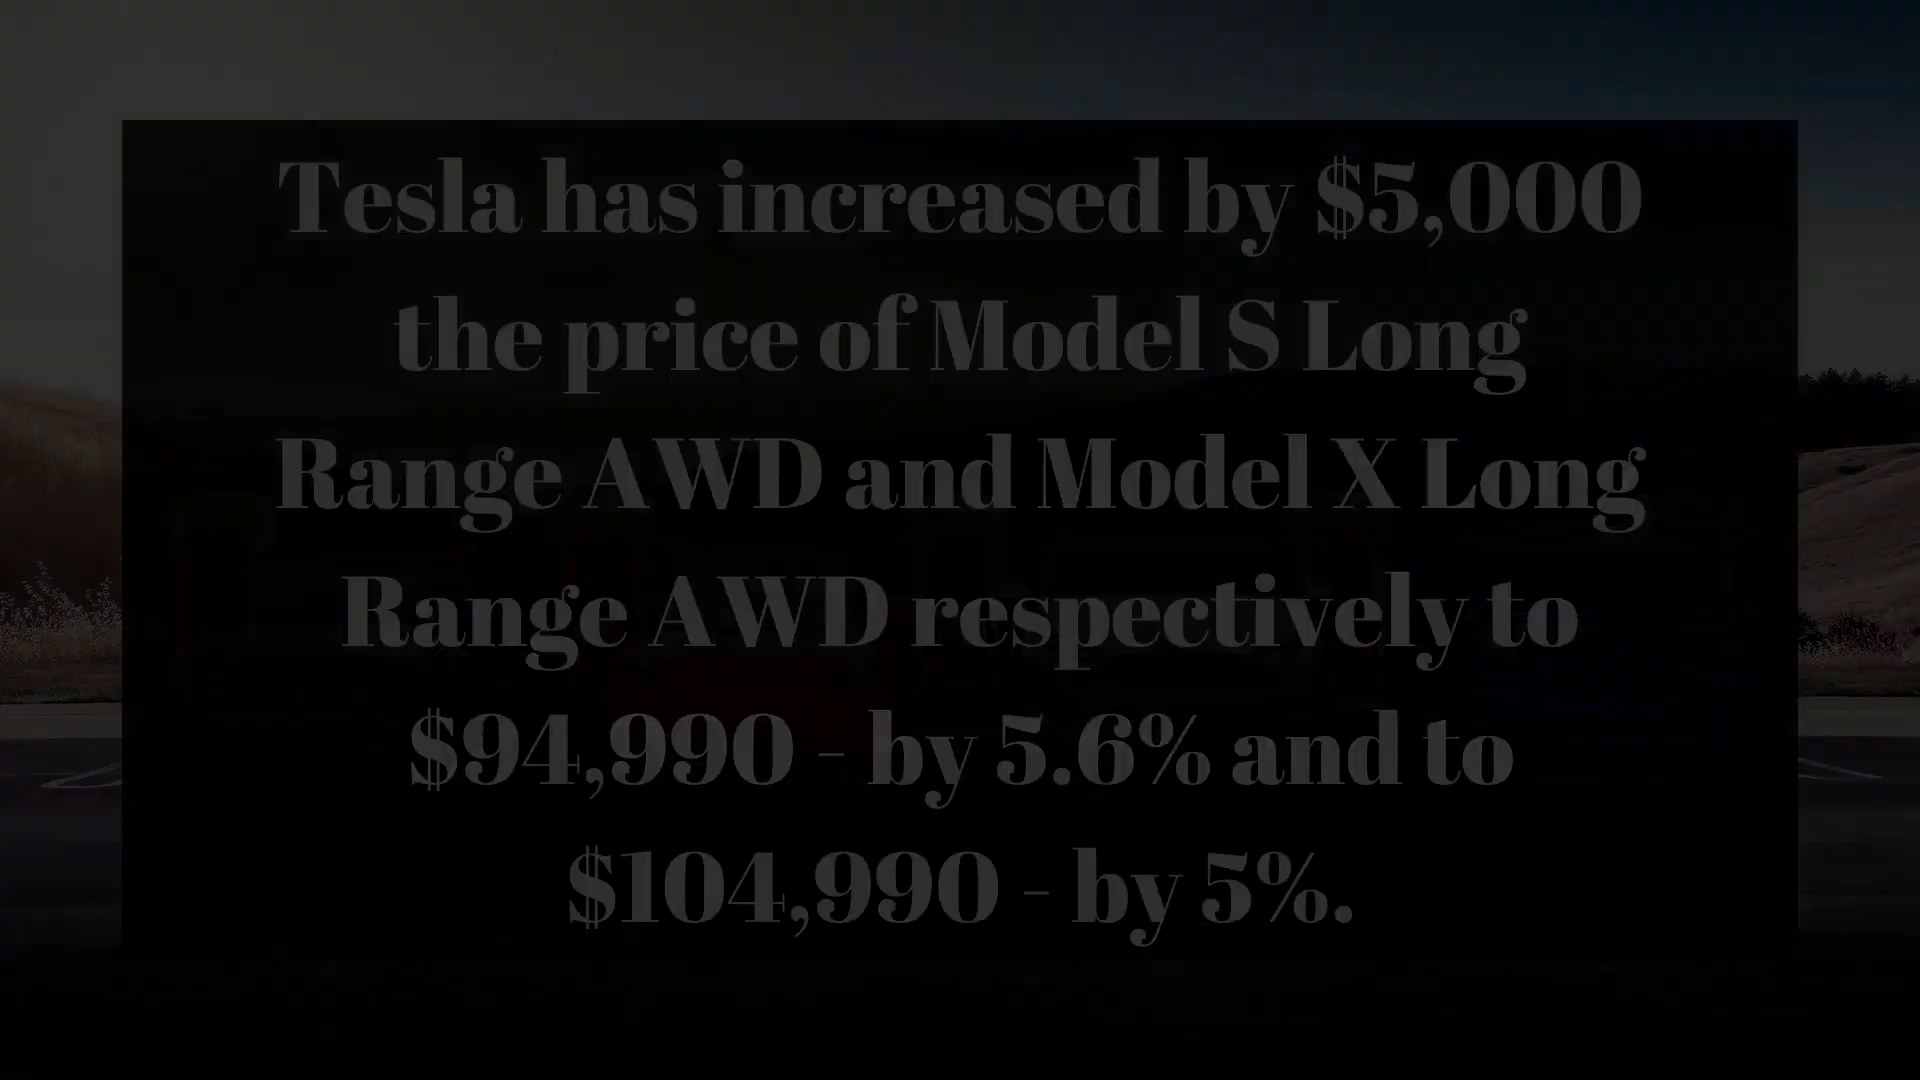 Tesla has increased by $5,000
the price of Model S Long
Range AWD and Model X Long
Range AWD respectively to
$94,990 - by 5.6% and to
$104,990 - by 5%.